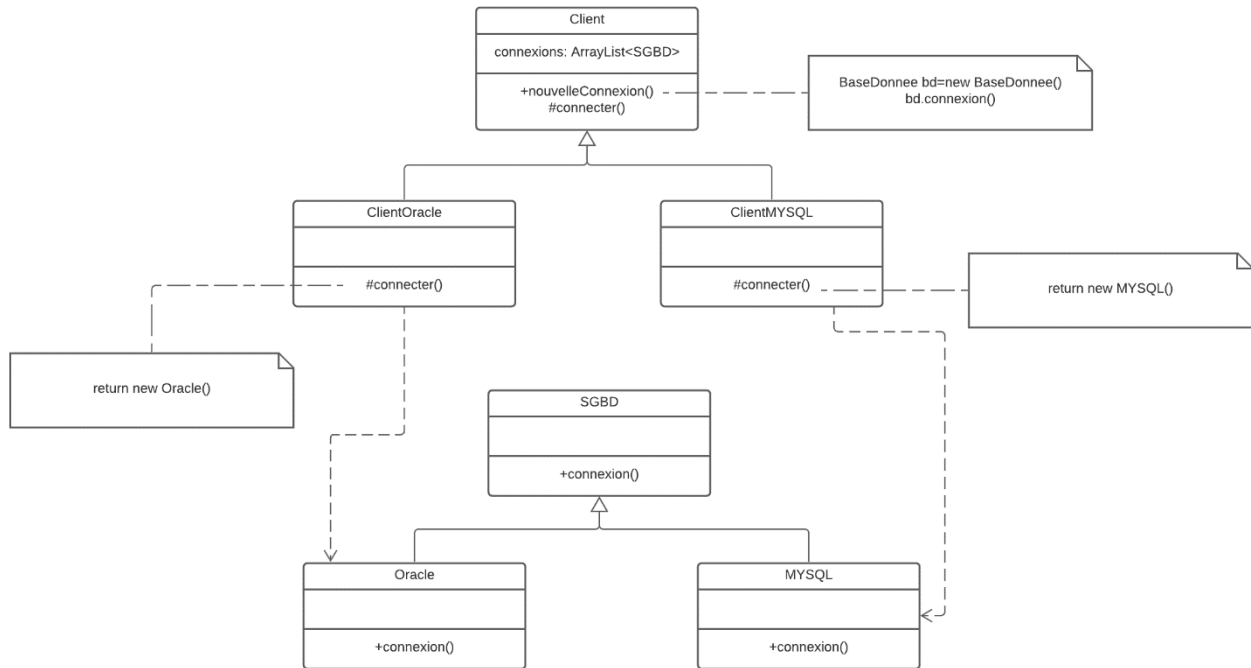 Client
connexions: ArrayList<SGBD>
+nouvelleConnexion()
#connecter()
BaseDonnee bd=new BaseDonnee()
bd.connexion()
ClientOracle
#connecter()
ClientMYSQL
#connecter()
return new MYSQL()
return new Oracle()
SGBD
+connexion()
Oracle
+connexion()
MYSQL
+connexion()